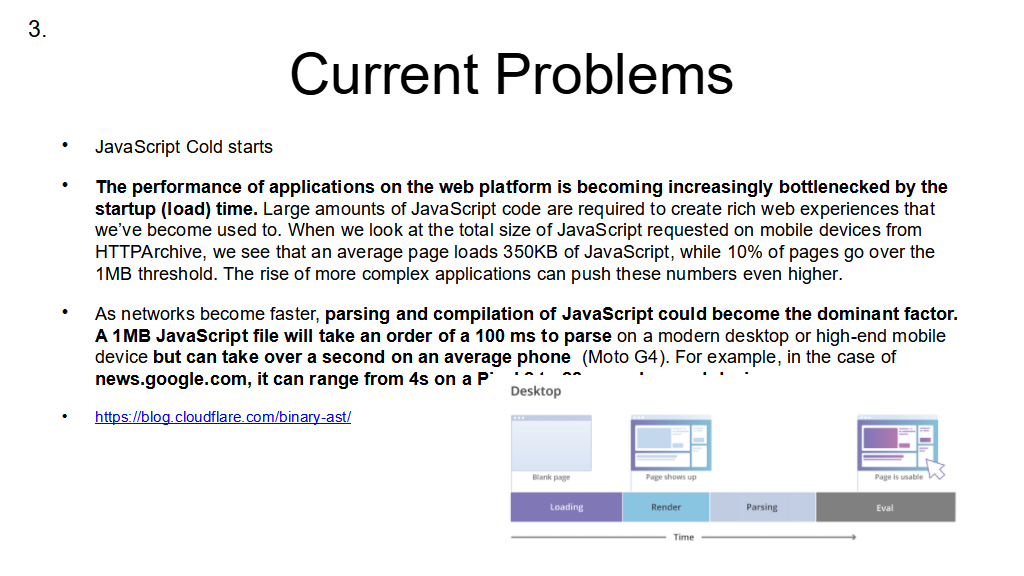 3.
Current Problems
• JavaScript Cold starts
• The performance of applications on the web platform is becoming increasingly bottlenecked by the
startup (load) time. Large amounts of JavaScript code are required to create rich web experiences that
we’ve become used to. When we look at the total size of JavaScript requested on mobile devices from
HTTPArchive, we see that an average page loads 350KB of JavaScript, while 10% of pages go over the
1MB threshold. The rise of more complex applications can push these numbers even higher.
• As networks become faster, parsing and compilation of JavaScript could become the dominant factor.
A 1MB JavaScript file will take an order of a 100 ms to parse on a modern desktop or high-end mobile
device but can take over a second on an average phone (Moto G4). For example, in the case of
news.google.com, it can range from 4s on a
• https://blog.cloudflare.com/binary-ast/
Desktop
Blank page Page shows up Page is usable
Loading Render Parsing Eval
Time